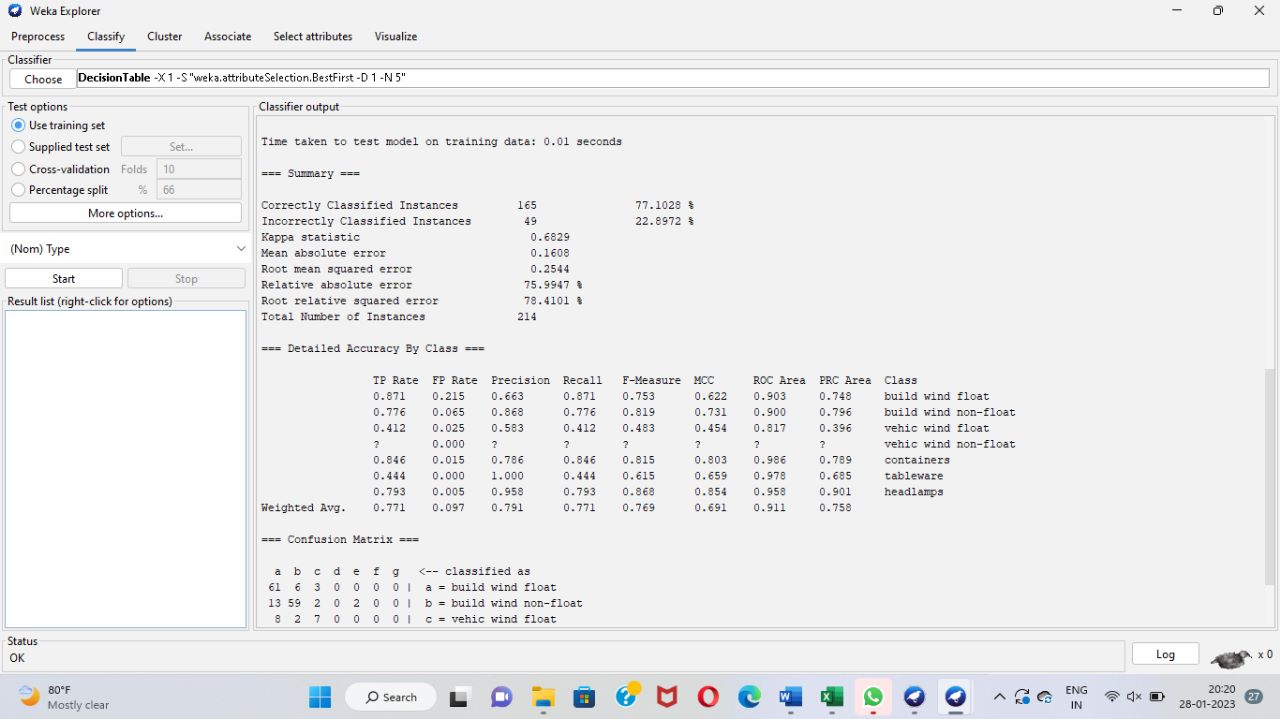 Weka Explorer
Preprocess Classify Cluster Associate Select attributes Visualize
Classifier
Choose DecisionTable -X 1 -S "weka.attributeSelection.BestFirst -D 1 -N 5"
Test options
Use training set
Supplied test set Set...
Cross-validation Folds 10
Percentage split % 66
More options...
(Nom) Type
Start Stop
Result list (right-click for options)
Classifier output
Time taken to test model on training data: 0.01 seconds
=== Summary ===
Correctly Classified Instances 165 77.1028 %
Incorrectly Classified Instances 49 22.8972 %
Kappa statistic 0.6829
Mean absolute error 0.1608
Root mean squared error 0.2544
Relative absolute error 75.9947 %
Root relative squared error 78.4101 %
Total Number of Instances 214
=== Detailed Accuracy By Class ===
TP Rate FP Rate Precision Recall F-Measure MCC ROC Area PRC Area Class
0.871 0.215 0.663 0.871 0.753 0.622 0.903 0.748 build wind float
0.776 0.065 0.868 0.776 0.819 0.731 0.900 0.796 build wind non-float
0.412 0.025 0.583 0.412 0.483 0.454 0.817 0.396 vehic wind float
? 0.000 ? ? ? ? ? ? vehic wind non-float
0.846 0.015 0.786 0.846 0.815 0.803 0.986 0.789 containers
0.444 0.000 1.000 0.444 0.615 0.659 0.978 0.685 tableware
0.793 0.005 0.958 0.793 0.868 0.854 0.958 0.901 headlamps
Weighted Avg. 0.771 0.097 0.791 0.771 0.769 0.691 0.911 0.758
=== Confusion Matrix ===
a b c d e f g <-- classified as
61 6 3 0 0 0 0 | a = build wind float
13 59 2 0 2 0 0 | b = build wind non-float
8 2 7 0 0 0 0 | c = vehic wind float
Status
OK
Log x 0
80°F
Mostly clear
Search
ENG
IN
20:20
28-01-2023
27